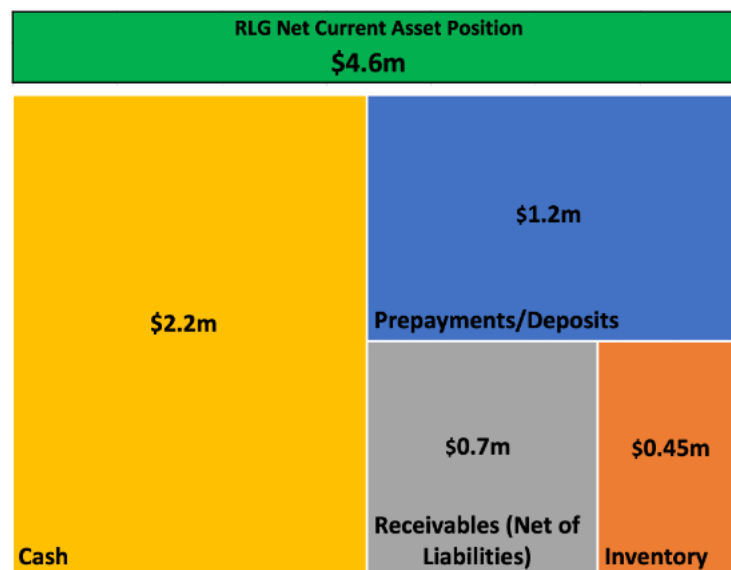 RLG Net Current Asset Position
$4.6m
$2.2m
Cash
$1.2m
Prepayments/Deposits
$0.7m
Receivables (Net of
Liabilities)
$0.45m
Inventory